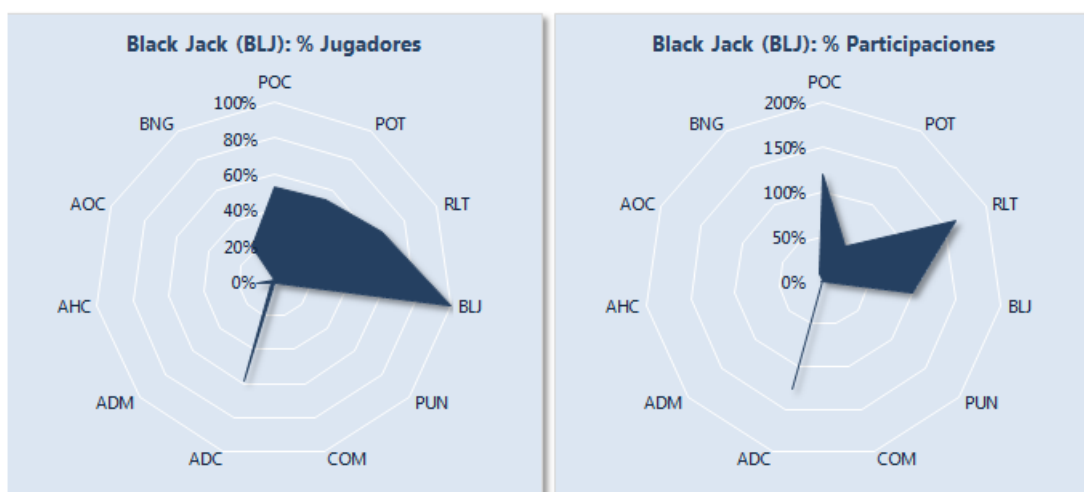 Black Jack (BLJ): % Jugadores
POC
100%
BNG
POT
80%
60%
AOC
RLT
40%
20%
0%
AHC
BLJ
ADM
PUN
ADC
COM
Black Jack (BLJ): % Participaciones
POC
200%
BNG
POT
150%
AOC
RLT
100%
50%
0%
AHC
BLJ
ADM
PUN
ADC
COM